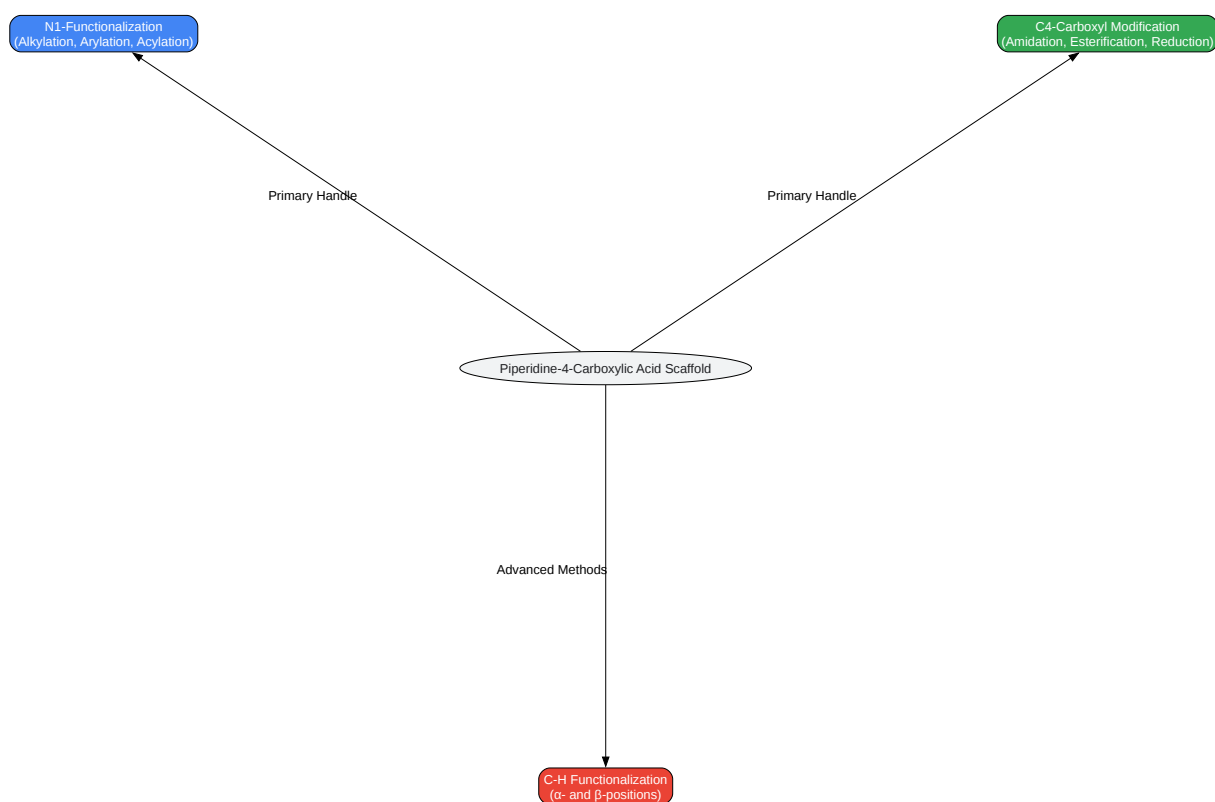 N1-Functionalization
(Alkylation, Arylation, Acylation)
C4-Carboxyl Modification
(Amidation, Esterification, Reduction)
Primary Handle
Primary Handle
Piperidine-4-Carboxylic Acid Scaffold
Advanced Methods
C-H Functionalization
(α- and β-positions)